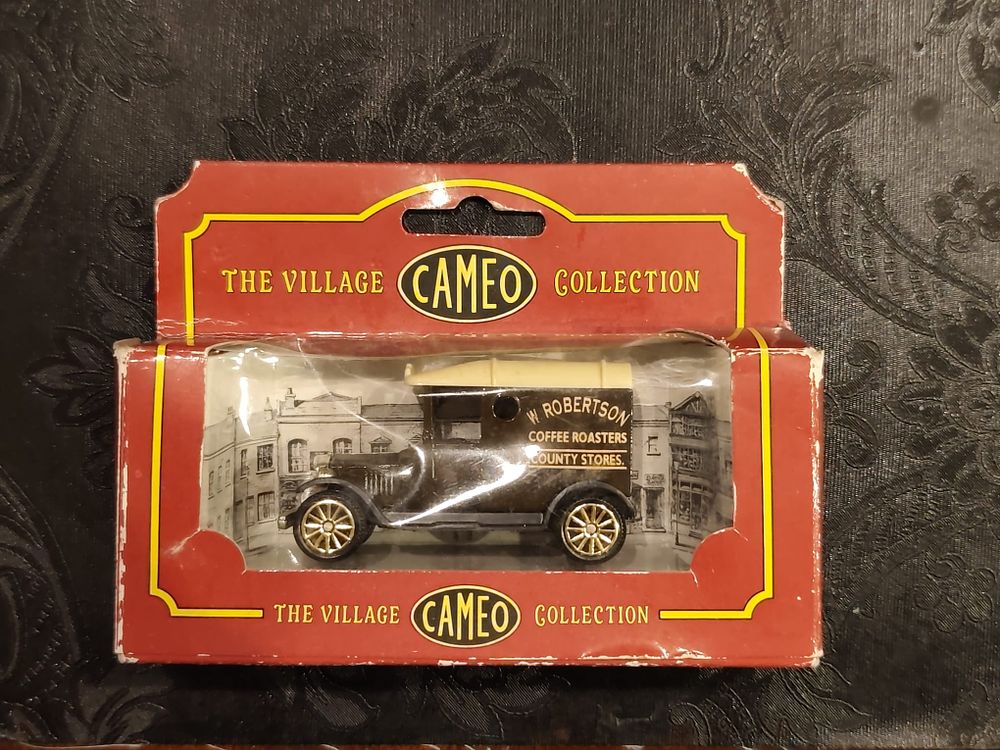 THE VILLAGE CAMEO COLLECTION
W ROBERTSON
COFFEE ROASTERS
COUNTY STORES.
THE VILLAGE CAMEO COLLECTION